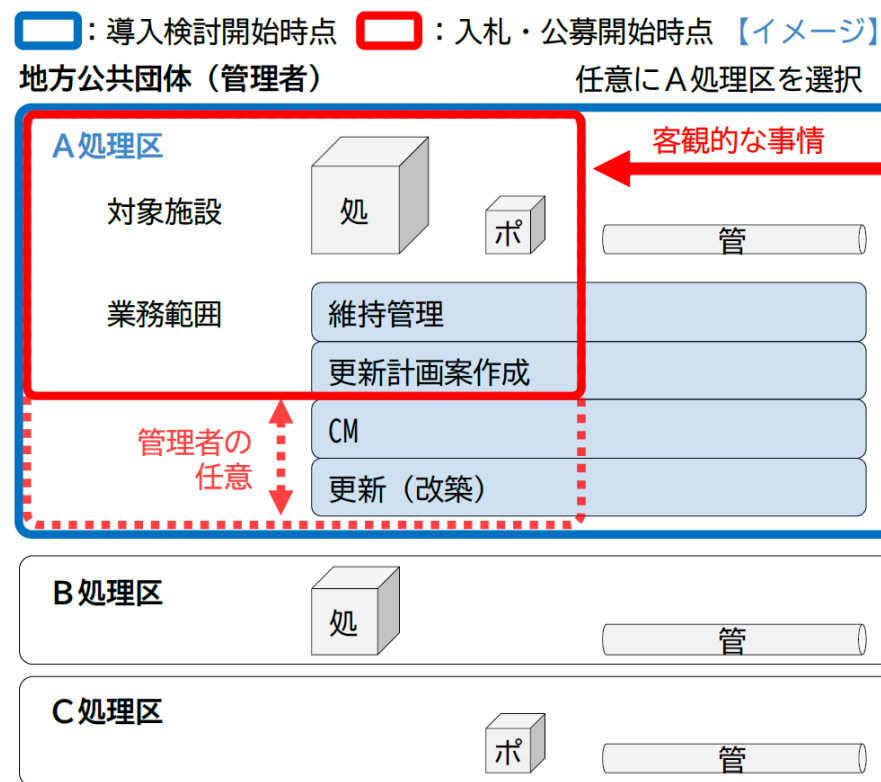 ：導入検討開始時点 ：入札・公募開始時点 【イメージ】
地方公共団体（管理者） 任意にＡ処理区を選択
Ａ処理区
客観的な事情
対象施設
処
ポ
管
業務範囲
維持管理
更新計画案作成
管理者の
任意
CM
更新（改築）
Ｂ処理区
処
管
Ｃ処理区
ポ
管